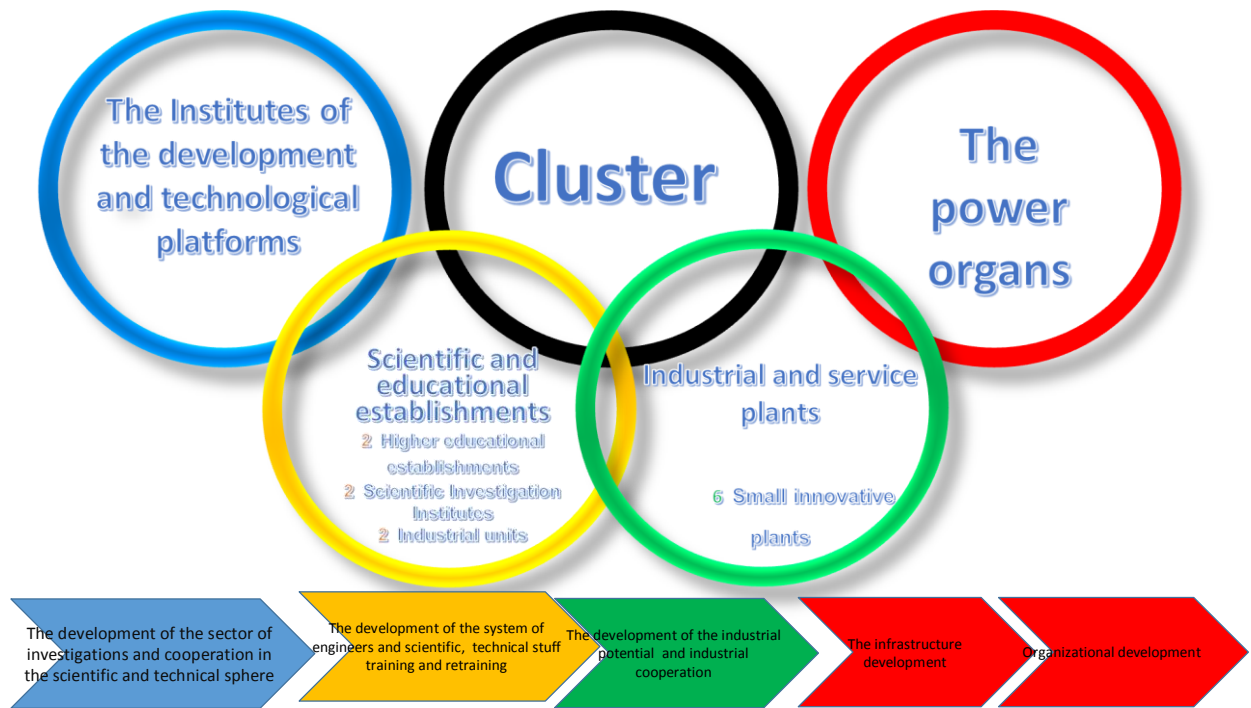 The Institutes of
the development
and technological
platforms
Cluster
The
power
organs
Scientific and
educational
establishments
2 Higher educational
establishments
2 Scientific Investigation
Institutes
2 Industrial units
Industrial and service
plants
6 Small innovative
plants
The development of the sector of
investigations and cooperation in
the scientific and technical sphere
The development of the system of
engineers and scientific, technical stuff
training and retraining
The development of the industrial
potential and industrial
cooperation
The infrastructure
development
Organizational development